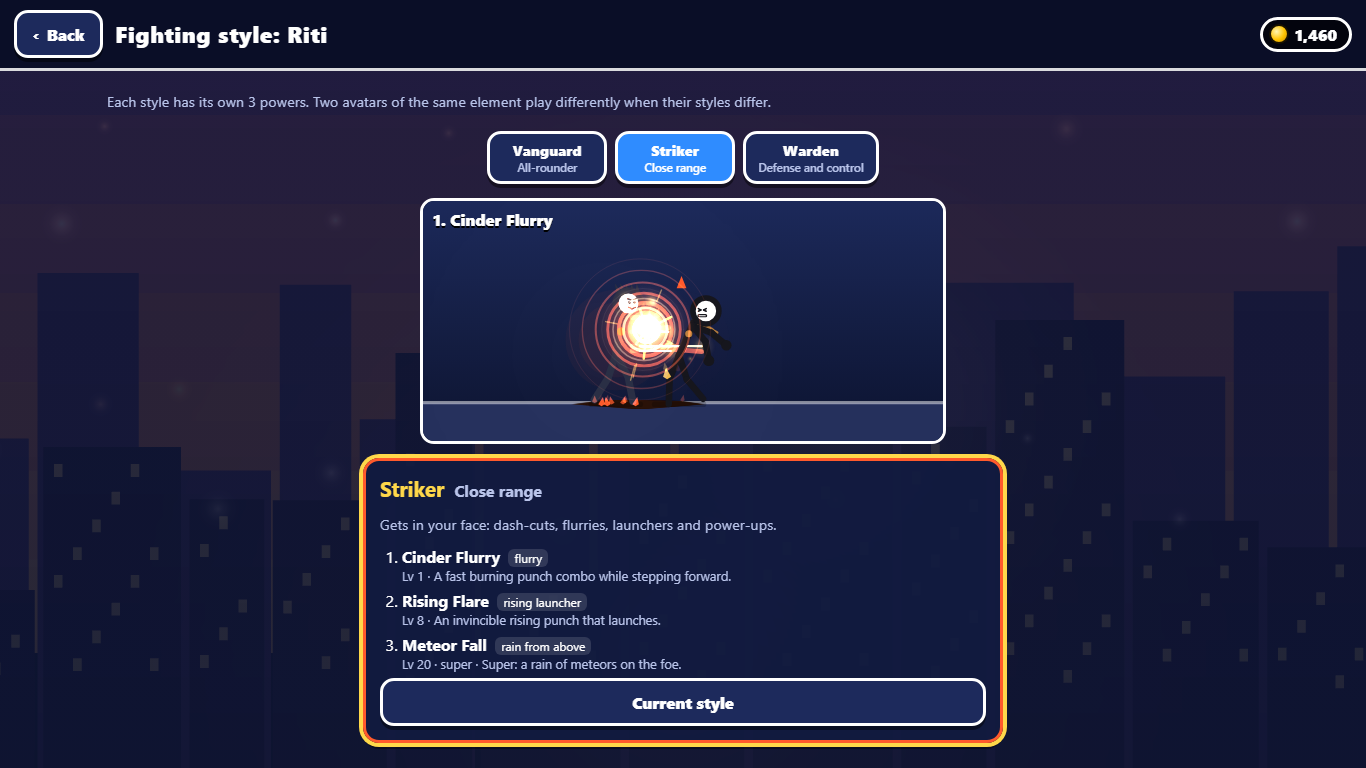 ‹ Back
Fighting style: Riti
1,460
Each style has its own 3 powers. Two avatars of the same element play differently when their styles differ.
Vanguard
All-rounder
Striker
Close range
Warden
Defense and control
1. Cinder Flurry
Striker Close range
Gets in your face: dash-cuts, flurries, launchers and power-ups.
1. Cinder Flurry flurry
Lv 1 · A fast burning punch combo while stepping forward.
2. Rising Flare rising launcher
Lv 8 · An invincible rising punch that launches.
3. Meteor Fall rain from above
Lv 20 · super · Super: a rain of meteors on the foe.
Current style